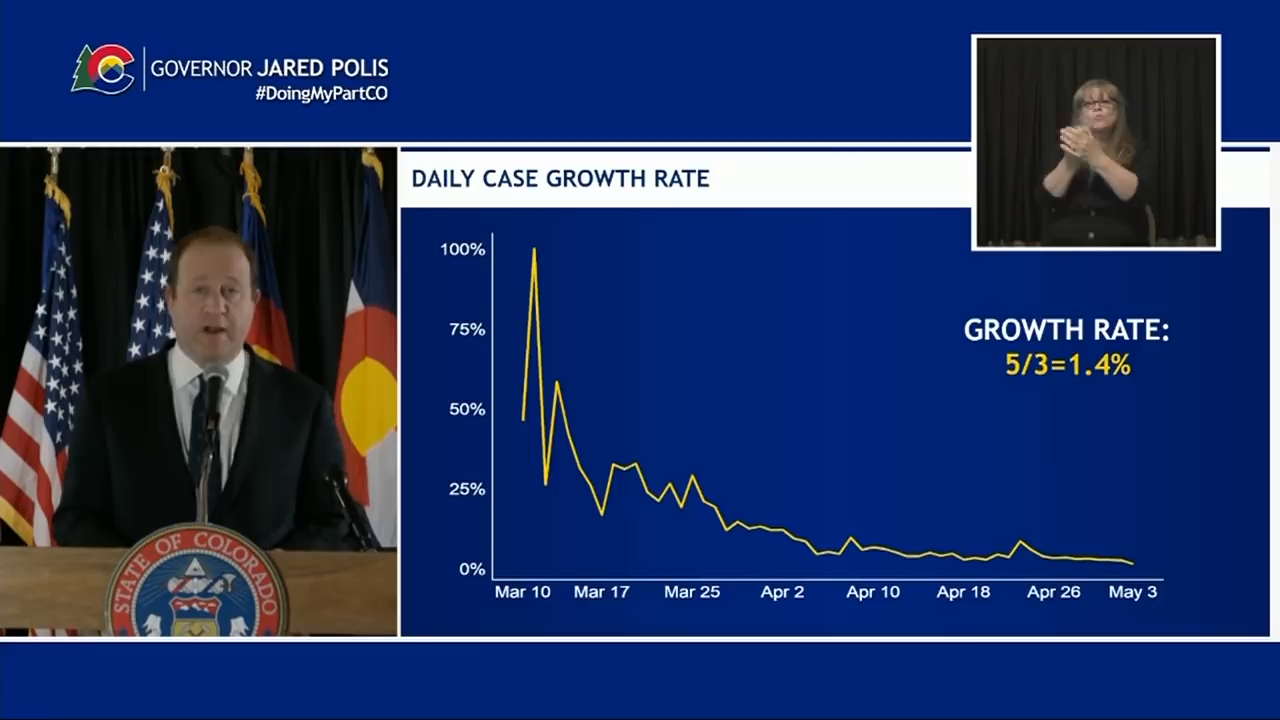 GOVERNOR JARED POLIS
#DoingMyPartCO
DAILY CASE GROWTH RATE
100%
75%
50%
25%
0%
Mar 10
Mar 17
Mar 25
Apr 2
Apr 10
Apr 18
Apr 26
May 3
GROWTH RATE:
5/3=1.4%
STATE OF COLORADO